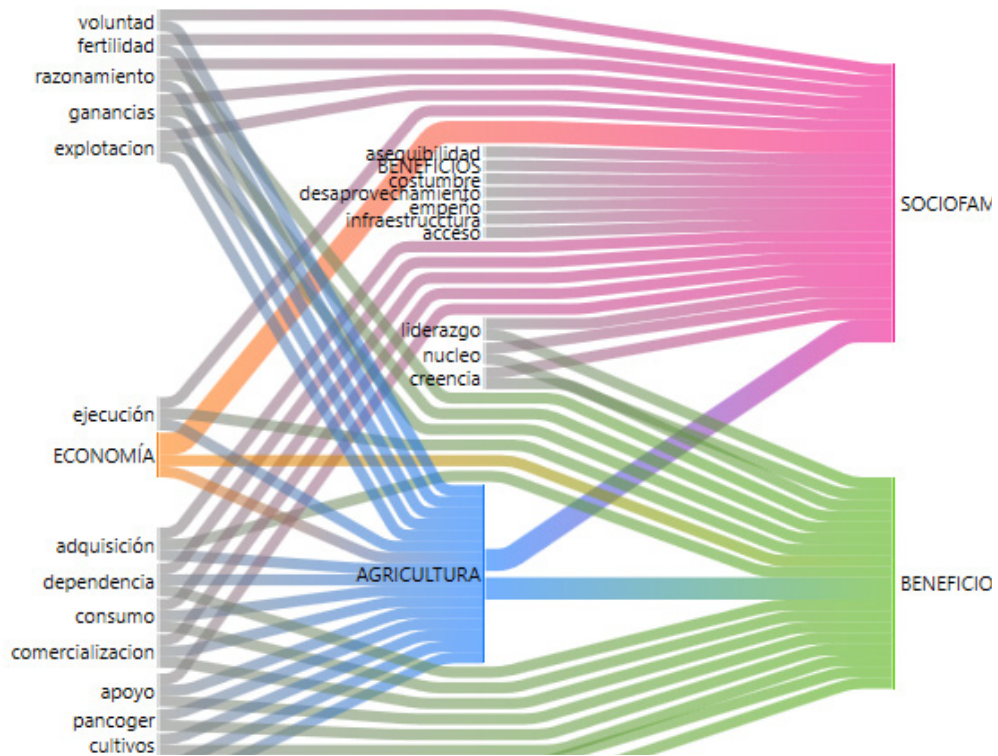 voluntad
fertilidad
razonamiento
ganancias
explotacion
asequibilidad
BENEFICIOS
costumbre
desaprovechamiento
empeño
infraestrucctura
acceso
SOCIOFAM
liderazgo
nucleo
creencia
ejecución
ECONOMÍA
adquisición
dependencia
consumo
comercializacion
apoyo
pancoger
cultivos
AGRICULTURA
BENEFICIO